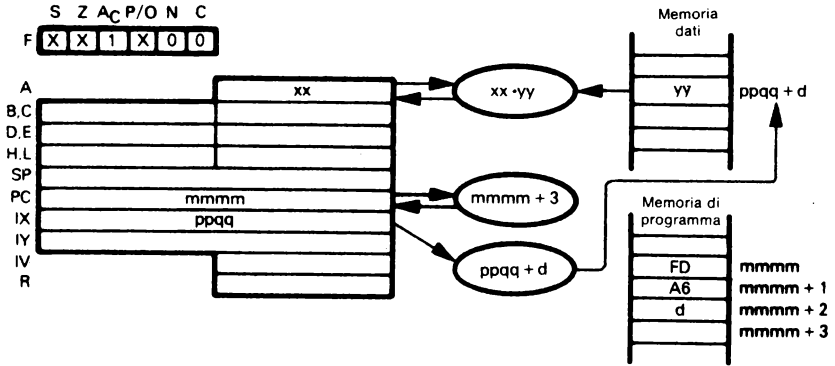 S Z AC P/O N C
F X X 1 X 0 0
A xx
B,C
D,E
H,L
SP
PC mmmm
IX ppqq
IY
IV
R
xx •yy
mmmm + 3
ppqq + d
Memoria
dati
yy ppqq + d
Memoria di
programma
FD mmmm
A6 mmmm + 1
d mmmm + 2
mmmm + 3